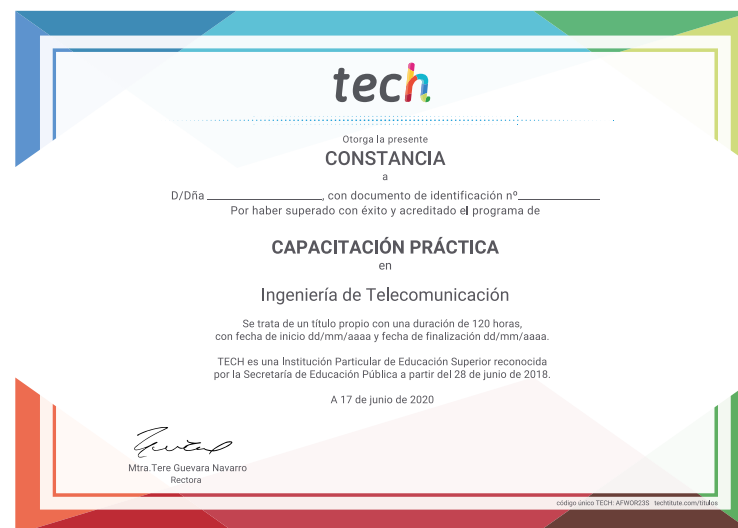 tech
Otorga la presente
CONSTANCIA
a
D/Dña ____________________, con documento de identificación nº______________
Por haber superado con éxito y acreditado el programa de
CAPACITACIÓN PRÁCTICA
en
Ingeniería de Telecomunicación
Se trata de un título propio con una duración de 120 horas,
con fecha de inicio dd/mm/aaaa y fecha de finalización dd/mm/aaaa.
TECH es una Institución Particular de Educación Superior reconocida
por la Secretaría de Educación Pública a partir del 28 de junio de 2018.
A 17 de junio de 2020
Mtra.Tere Guevara Navarro
Rectora
código único TECH: AFWOR23S techtitute.com/titulos